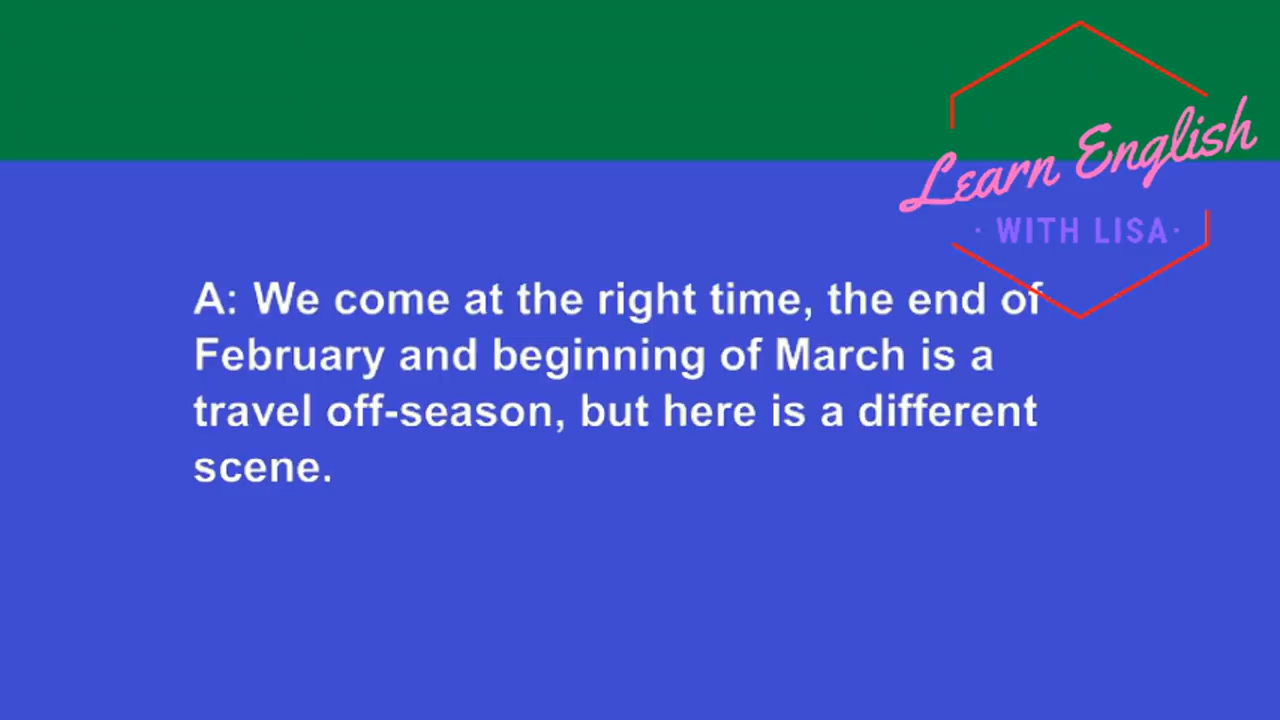 Learn English
· WITH LISA·
A: We come at the right time, the end of
February and beginning of March is a
travel off-season, but here is a different
scene.